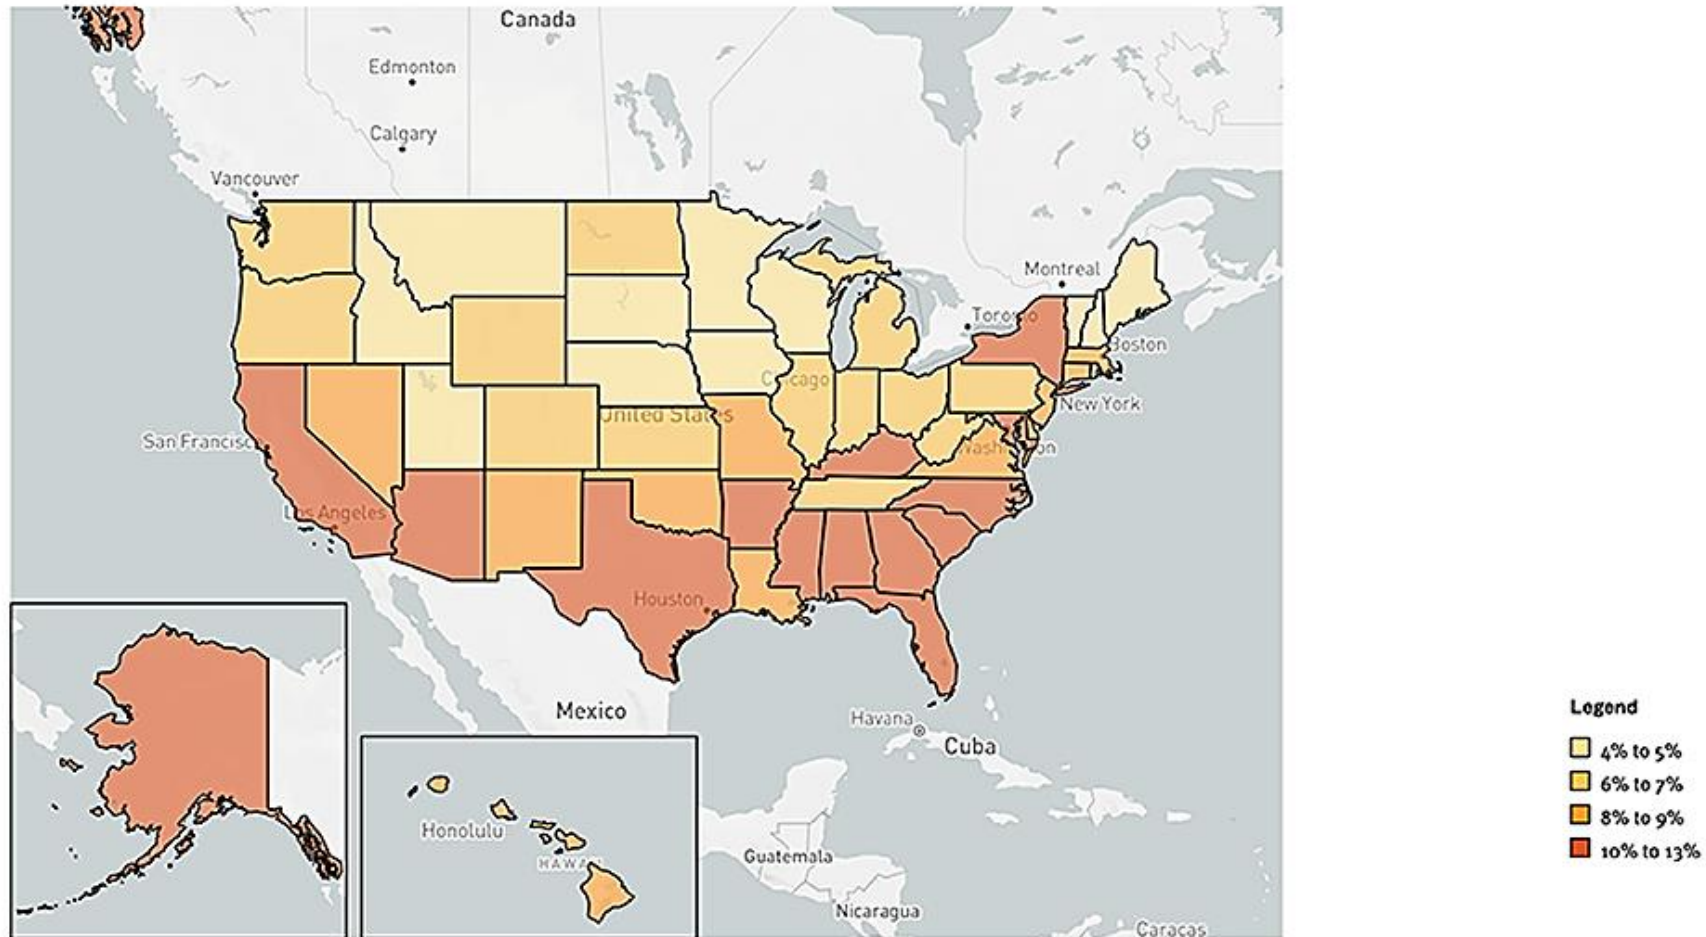 Canada
Edmonton
Calgary
Vancouver
Montreal
Toronto
Boston
Chicago
New York
United States
San Francisco
Washington
Los Angeles
Houston
Mexico
Havana
Cuba
Honolulu
HAWAII
Guatemala
Nicaragua
Caracas
Legend
4% to 5%
6% to 7%
8% to 9%
10% to 13%